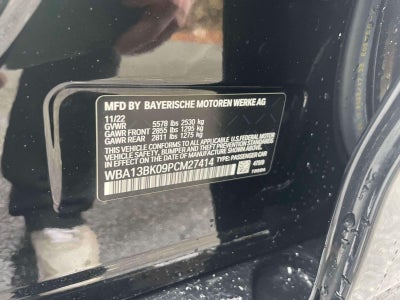 MFD BY BAYERISCHE MOTOREN WERKE AG
11/22
GVWR 5578 lbs 2530 kg
GAWR FRONT 2855 lbs 1295 kg
GAWR REAR 2811 lbs 1275 kg
THIS VEHICLE CONFORMS TO ALL APPLICABLE U.S. FEDERAL MOTOR
VEHICLE SAFETY, BUMPER, AND THEFT PREVENTION STANDARDS
IN EFFECT ON THE DATE OF MANUFACTURE SHOWN ABOVE.
WBA13BK09PCM27414 TYPE: PASSENGER CAR